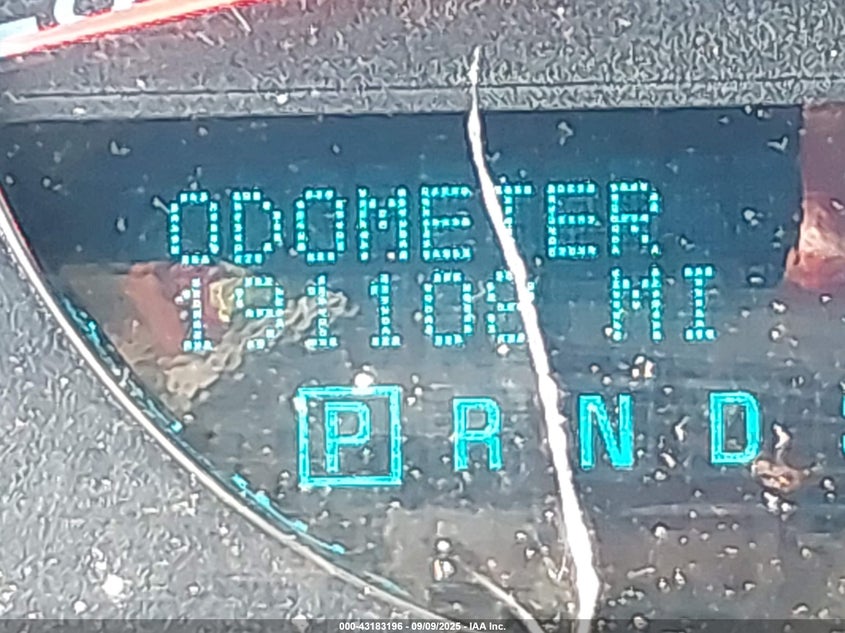 ODOMETER
191108 MI
P R N D
000-43183196 - 09/09/2025 - IAA Inc.